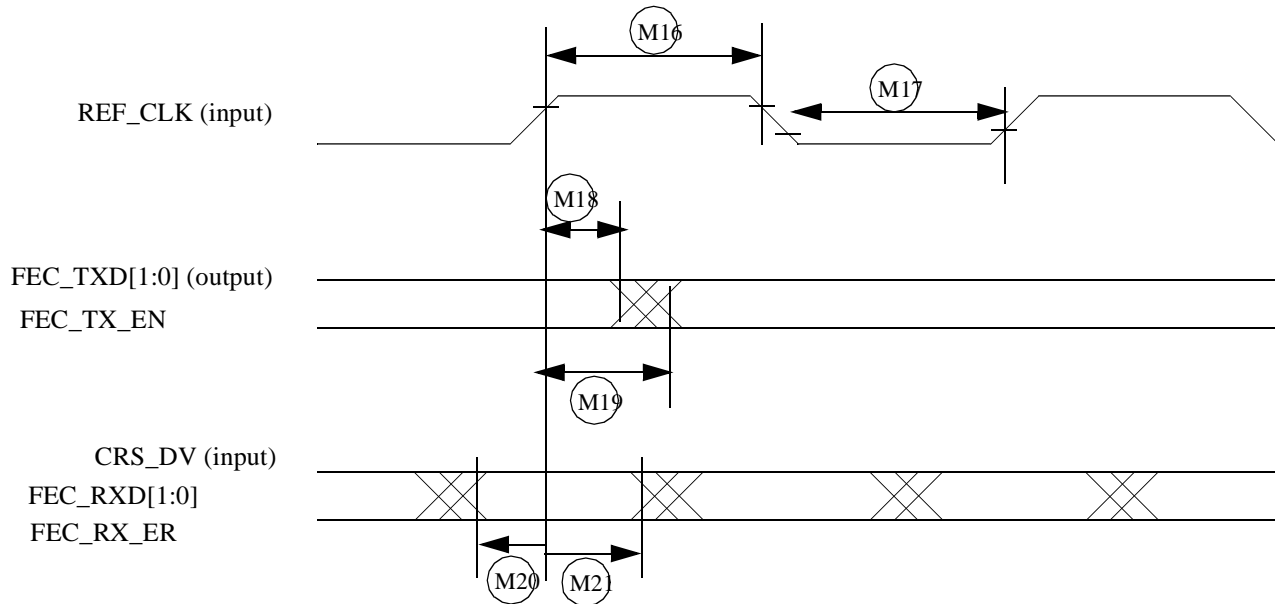 M16
REF_CLK (input)
M17
M18
FEC_TXD[1:0] (output)
FEC_TX_EN
M19
CRS_DV (input)
FEC_RXD[1:0]
FEC_RX_ER
M20
M21